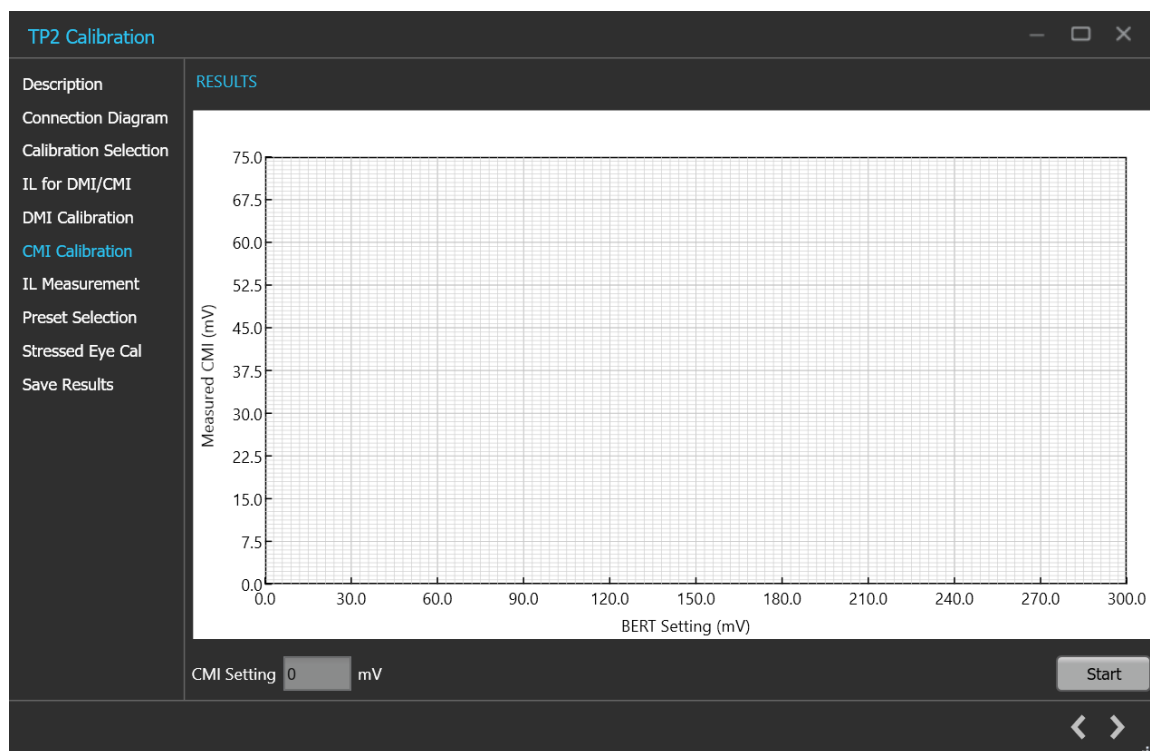 TP2 Calibration
Description
Connection Diagram
Calibration Selection
IL for DMI/CMI
DMI Calibration
CMI Calibration
IL Measurement
Preset Selection
Stressed Eye Cal
Save Results
RESULTS
Measured CMI (mV)
75.0
67.5
60.0
52.5
45.0
37.5
30.0
22.5
15.0
7.5
0.0
0.0 30.0 60.0 90.0 120.0 150.0 180.0 210.0 240.0 270.0 300.0
BERT Setting (mV)
CMI Setting 0 mV
Start